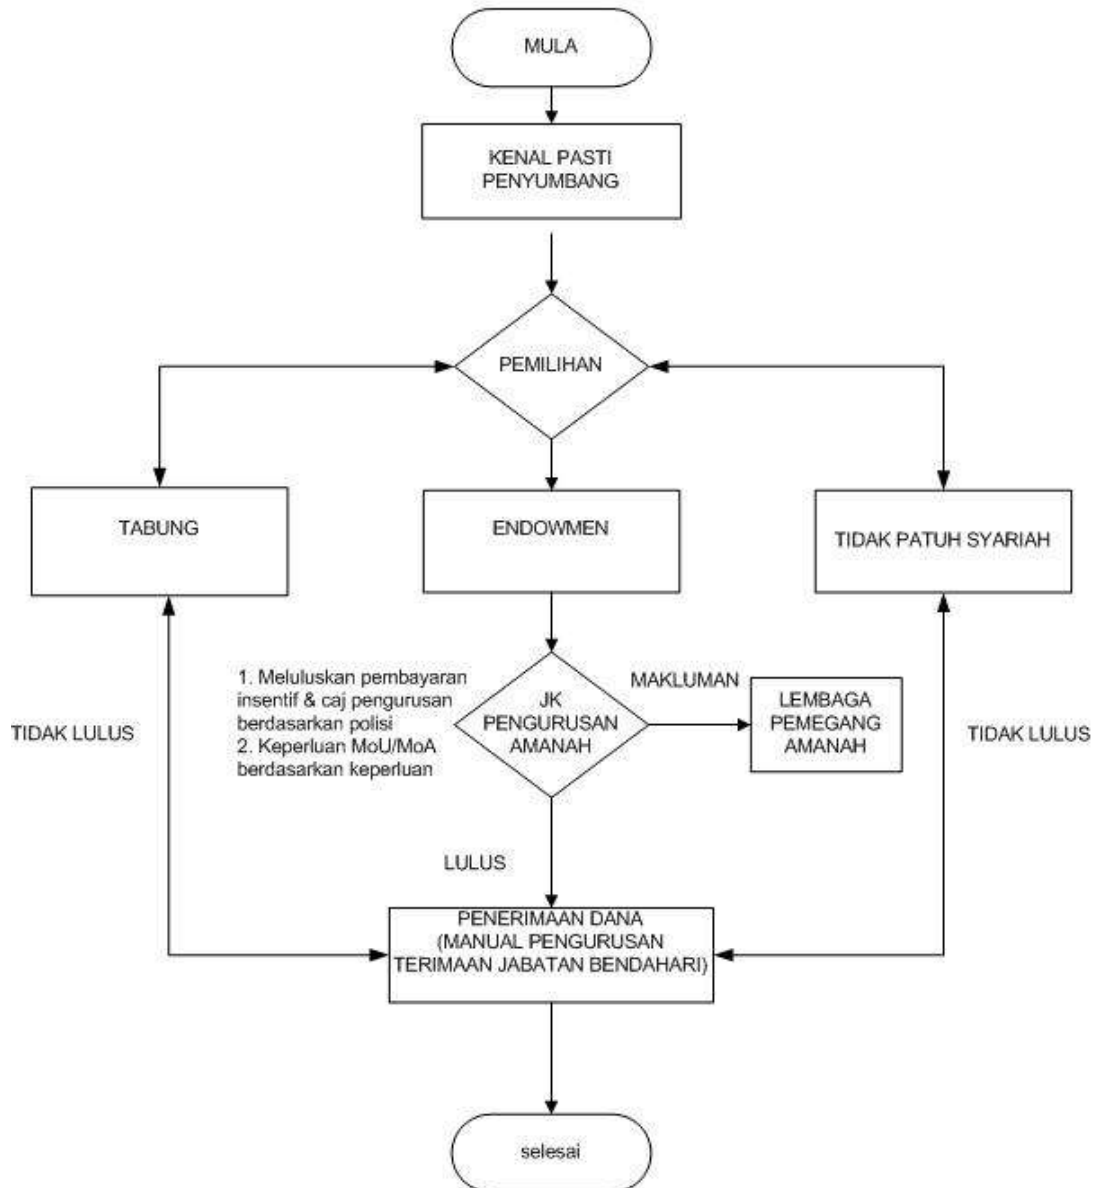 MULA
KENAL PASTI
PENYUMBANG
PEMILIHAN
TABUNG
ENDOWMEN
TIDAK PATUH SYARIAH
1. Meluluskan pembayaran
insentif & caj pengurusan
berdasarkan polisi
2. Keperluan MoU/MoA
berdasarkan keperluan
JK
PENGURUSAN
AMANAH
MAKLUMAN
LEMBAGA
PEMEGANG
AMANAH
TIDAK LULUS
TIDAK LULUS
LULUS
PENERIMAAN DANA
(MANUAL PENGURUSAN
TERIMAAN JABATAN BENDAHARI)
selesai